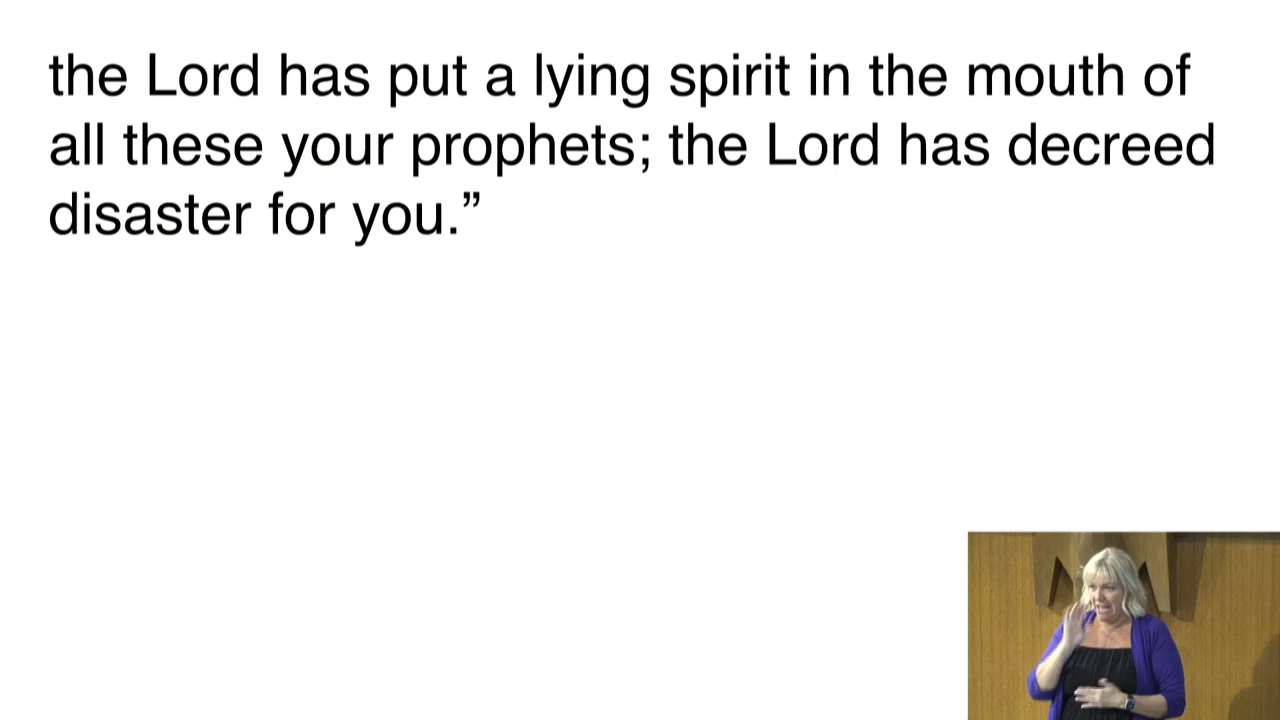 the Lord has put a lying spirit in the mouth of
all these your prophets; the Lord has decreed
disaster for you.”